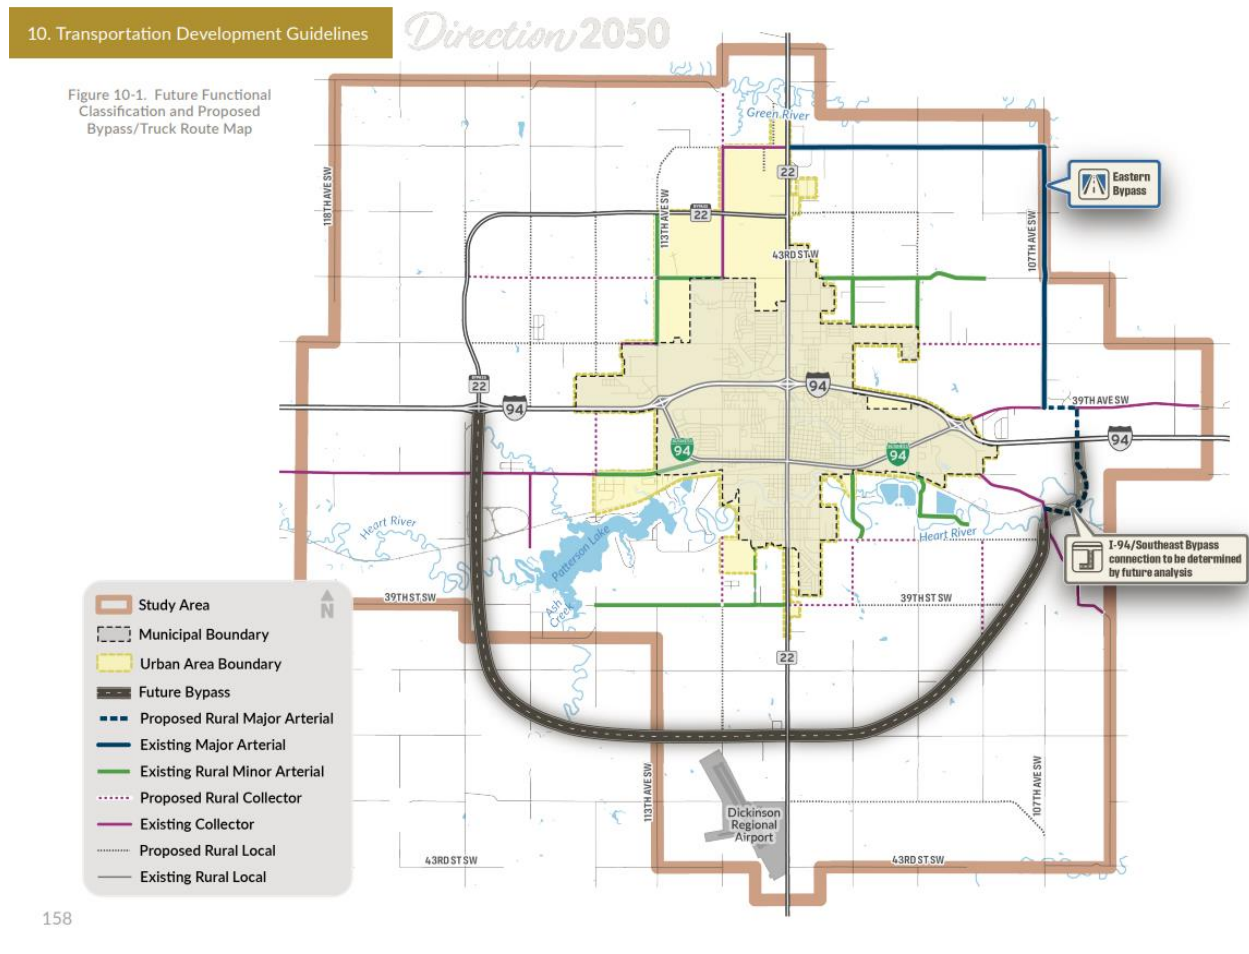 10. Transportation Development Guidelines
Direction 2050
Figure 10-1. Future Functional
Classification and Proposed
Bypass/Truck Route Map
Green River
118TH AVE SW
113TH AVE SW
BYPASS
22
22
43RD ST W
107TH AVE SW
Eastern
Bypass
BYPASS
22
94
94
39TH AVE SW
94
94
94
Heart River
Patterson Lake
Heart River
Ash
Creek
I-94/Southeast Bypass
connection to be determined
by future analysis
39TH ST SW
39TH ST SW
22
N
Study Area
Municipal Boundary
Urban Area Boundary
Future Bypass
Proposed Rural Major Arterial
Existing Major Arterial
Existing Rural Minor Arterial
Proposed Rural Collector
Existing Collector
Proposed Rural Local
Existing Rural Local
113TH AVE SW
107TH AVE SW
Dickinson
Regional
Airport
43RD ST SW
43RD ST SW
158